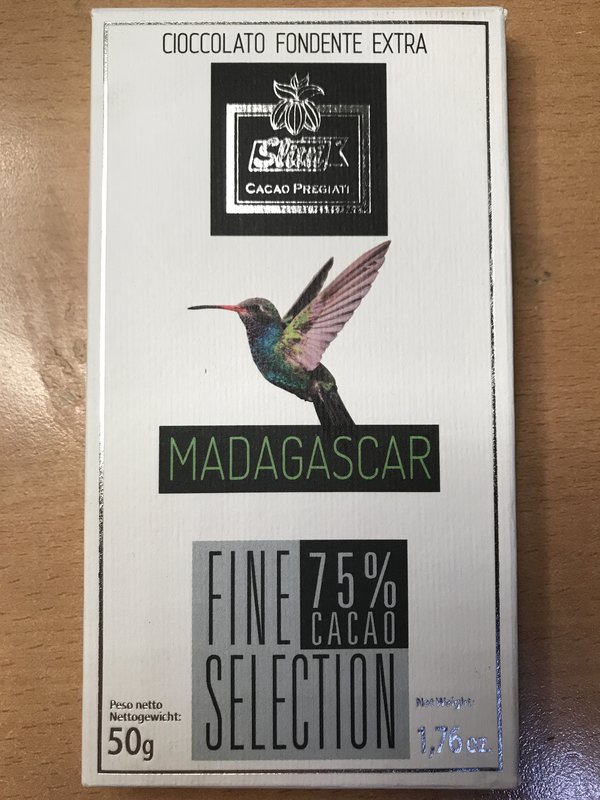 CIOCCOLATO FONDENTE EXTRA
Slitti
CACAO PREGIATI
MADAGASCAR
FINE
75%
CACAO
SELECTION
Peso netto
Nettogewicht:
50g
Net Weight:
1,76 oz.